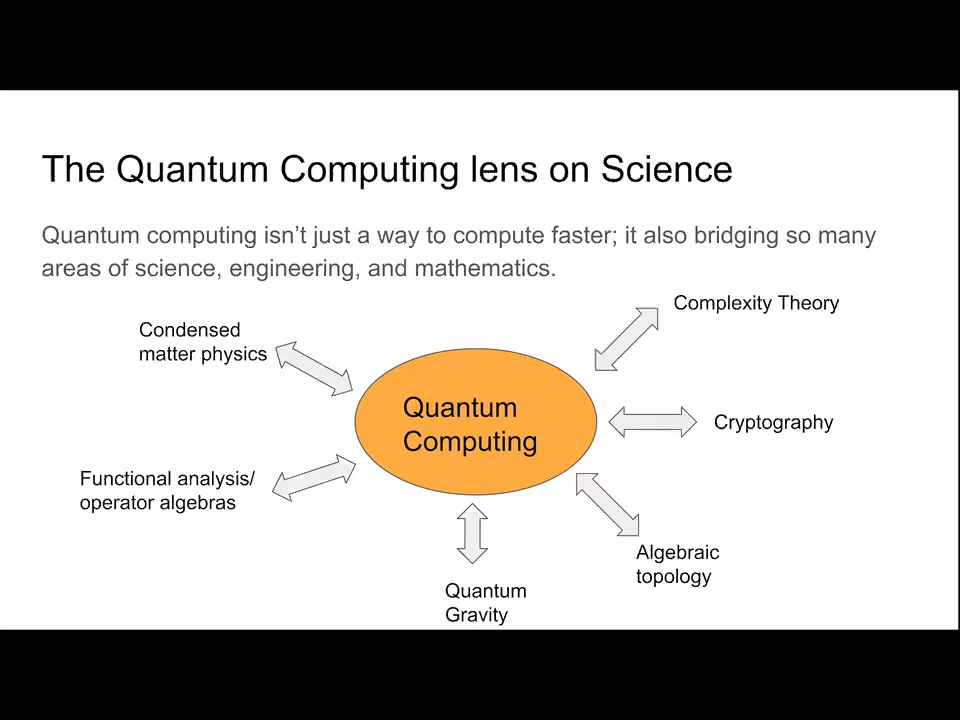 The Quantum Computing lens on Science
Quantum computing isn't just a way to compute faster; it also bridging so many
areas of science, engineering, and mathematics.
Complexity Theory
Condensed
matter physics
Quantum
Computing
Cryptography
Functional analysis/
operator algebras
Algebraic
topology
Quantum
Gravity